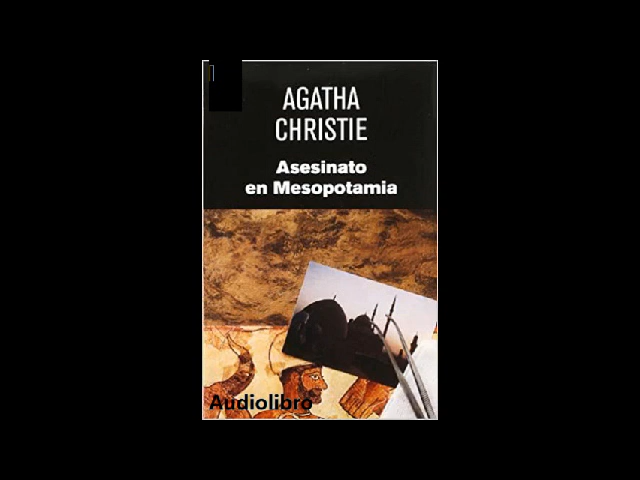 AGATHA
CHRISTIE
Asesinato
en Mesopotamia
Audiolibro